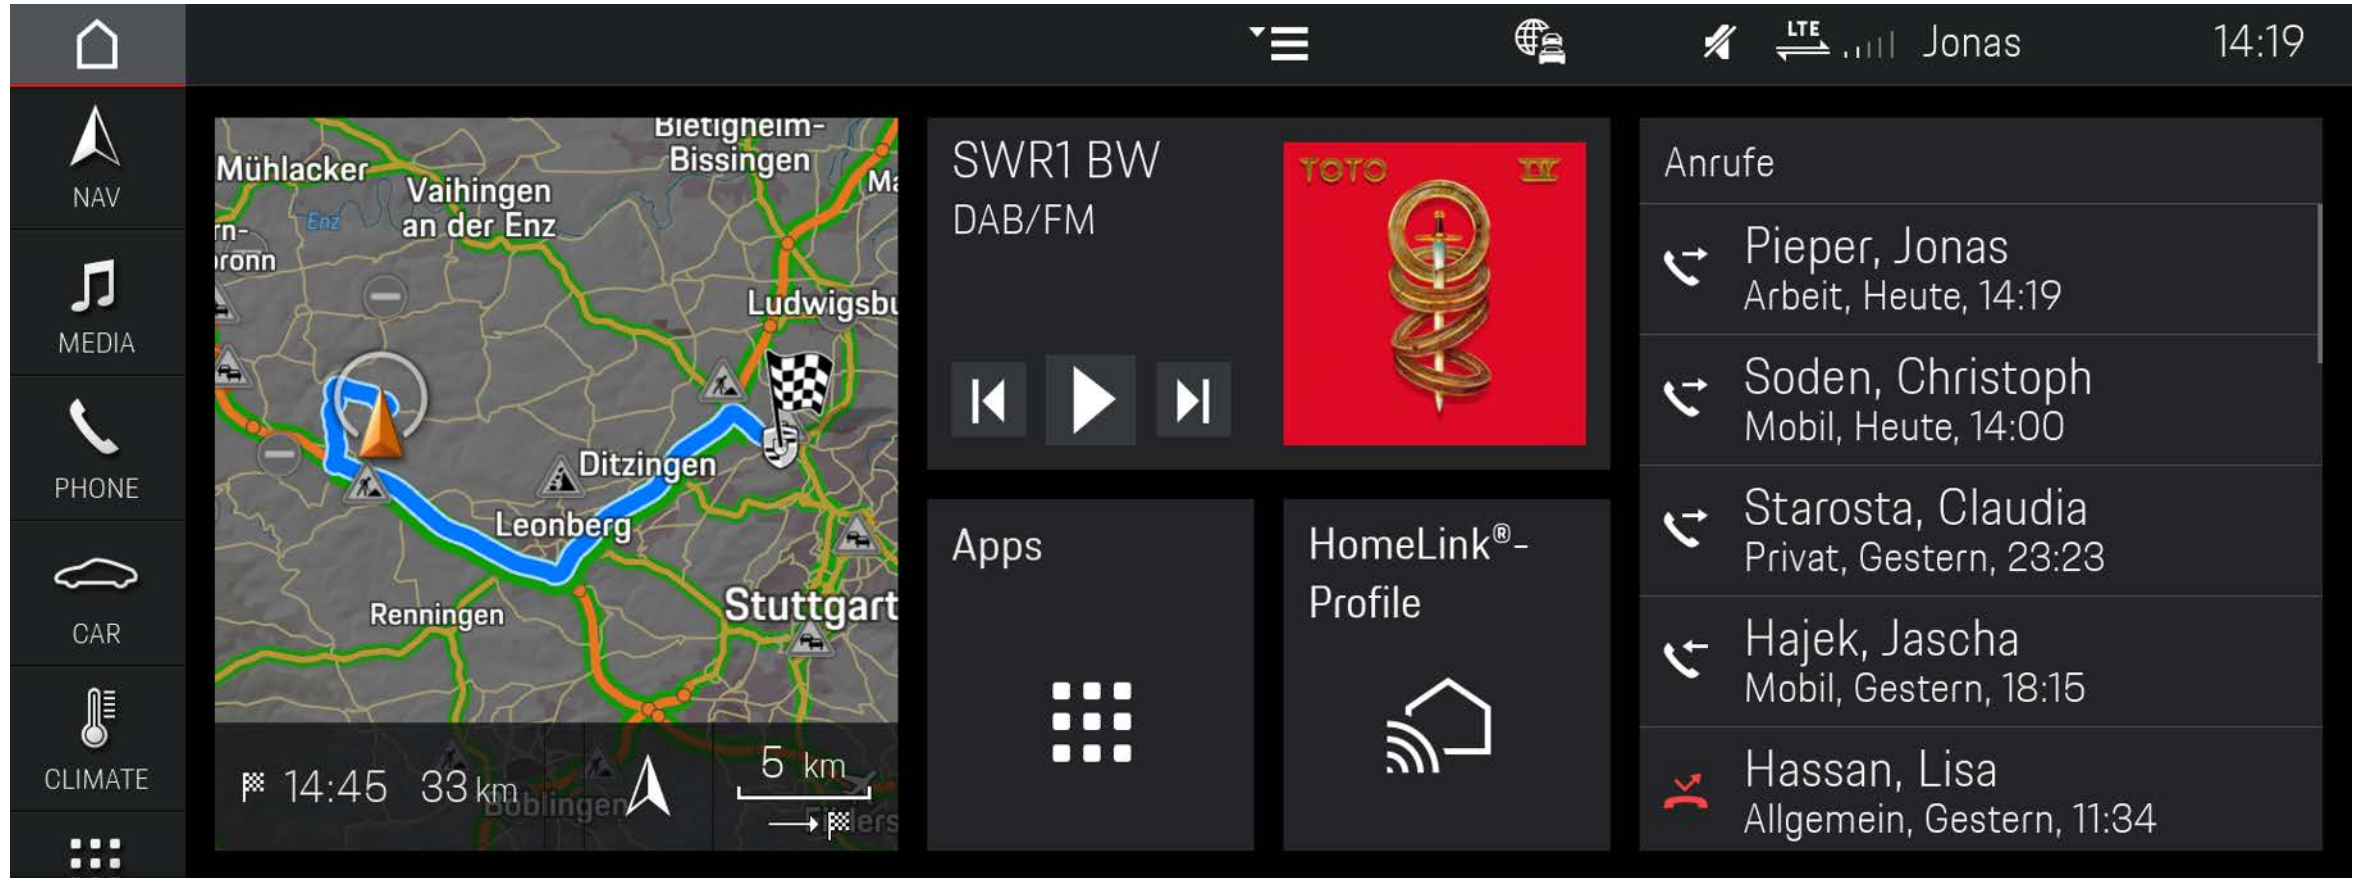 LTE
Jonas
14:19
NAV
MEDIA
PHONE
CAR
CLIMATE
Bietigheim-
Bissingen
Mühlacker
Vaihingen
an der Enz
Enz
Ditzingen
Leonberg
Renningen
Stuttgart
14:45 33 km
Böblingen
5 km
SWR1 BW
DAB/FM
TOTO IV
Apps
HomeLink®-
Profile
Anrufe
Pieper, Jonas
Arbeit, Heute, 14:19
Soden, Christoph
Mobil, Heute, 14:00
Starosta, Claudia
Privat, Gestern, 23:23
Hajek, Jascha
Mobil, Gestern, 18:15
Hassan, Lisa
Allgemein, Gestern, 11:34